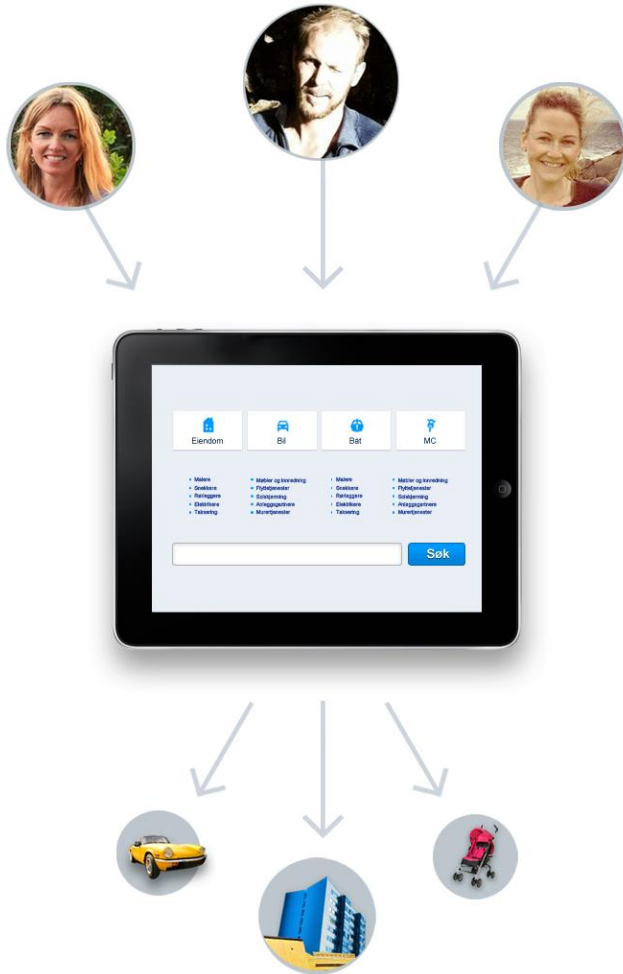 Eiendom
Bil
Båt
MC
Malere
Snekkere
Rørleggere
Elektrikere
Taksering
Møbler og innredning
Flyttetjenester
Solskjerming
Anleggsgartnere
Murertjenester
Malere
Snekkere
Rørleggere
Elektrikere
Taksering
Møbler og innredning
Flyttetjenester
Solskjerming
Anleggsgartnere
Murertjenester
Søk